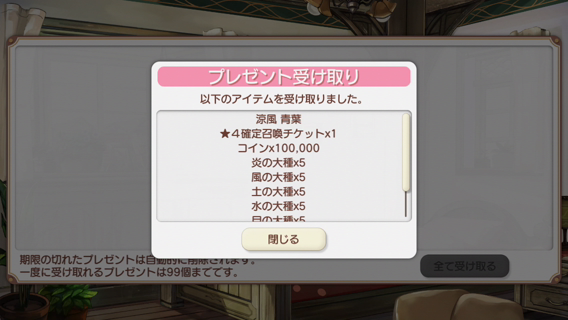 プレゼント受け取り
以下のアイテムを受け取りました。
涼風 青葉
★４確定召喚チケットx1
コインx100,000
炎の大種x5
風の大種x5
土の大種x5
水の大種x5
月の大種x5
閉じる
期限の切れたプレゼントは自動的に削除されます。
一度に受け取れるプレゼントは99個までです。
全て受け取る